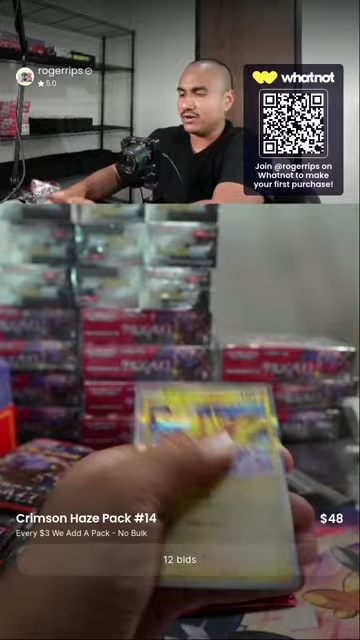 rogerrips
5.0
whatnot
Join @rogerrips on
Whatnot to make
your first purchase!
Crimson Haze Pack #14
$48
Every $3 We Add A Pack - No Bulk
12 bids